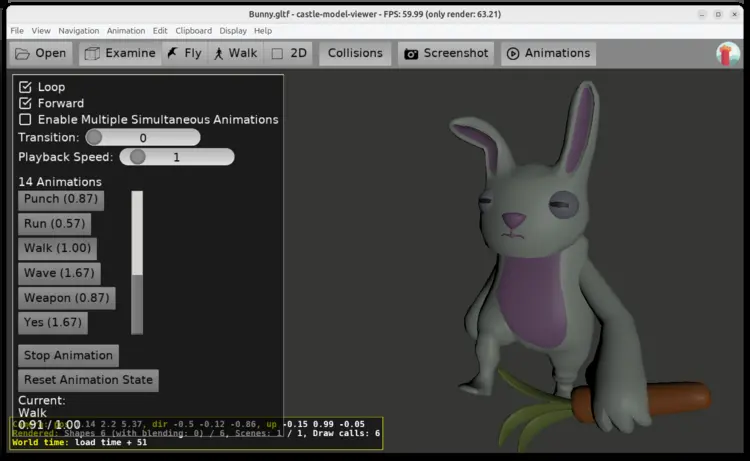 Bunny.gltf - castle-model-viewer - FPS: 59.99 (only render: 63.21)
File View Navigation Animation Edit Clipboard Display Help
Open Examine Fly Walk 2D Collisions Screenshot Animations
Loop
Forward
Enable Multiple Simultaneous Animations
Transition: 0
Playback Speed: 1
14 Animations
Punch (0.87)
Run (0.57)
Walk (1.00)
Wave (1.67)
Weapon (0.87)
Yes (1.67)
Stop Animation
Reset Animation State
Current:
Walk
0.91 / 1.00
2.2 5.37, dir -0.5 -0.12 -0.86, up -0.15 0.99 -0.05
Rendered: Shapes 6 (with blending: 0) / 6, Scenes: 1 / 1, Draw calls: 6
World time: load time + 51